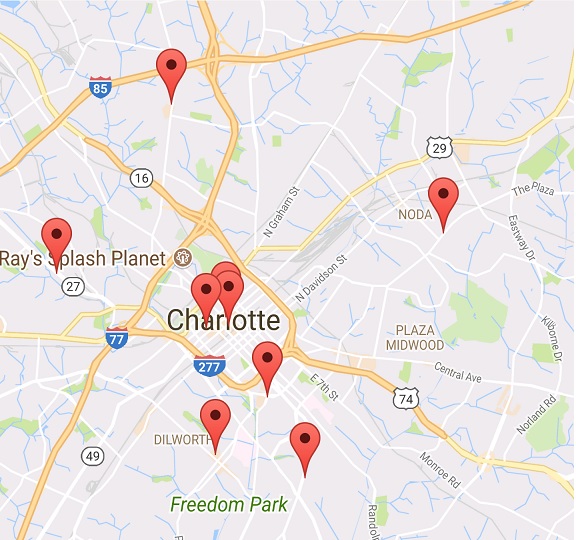 85
29
16
The Plaza
N Graham St
NODA
Eastway Dr
Ray's Splash Planet
27
N Davidson St
Charlotte
77
PLAZA
MIDWOOD
Kilborne Dr
277
Central Ave
E 7th St
74
Norland Rd
DILWORTH
49
Monroe Rd
Freedom Park